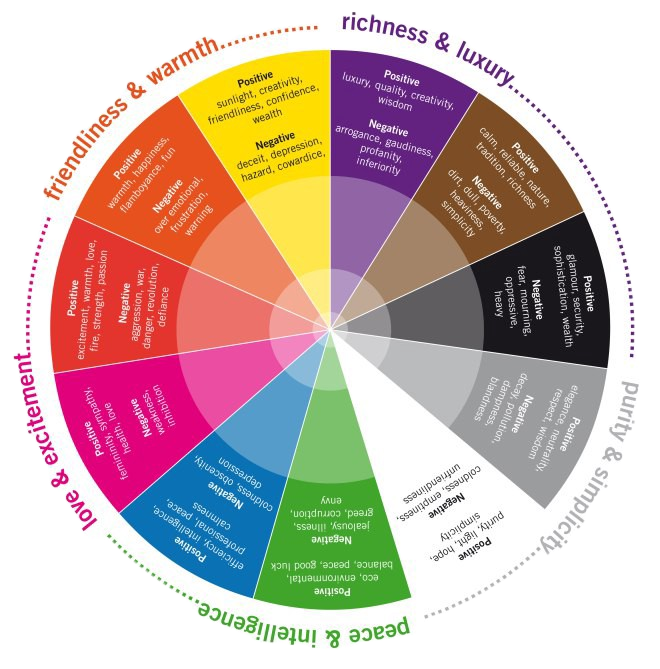 richness & luxury
Positive
luxury, quality, creativity,
wisdom
Negative
arrogance, gaudiness,
profanity,
inferiority
Positive
calm, reliable, nature,
tradition, richness
Negative
dirt, dull, poverty,
heaviness,
simplicity
Positive
glamour, security,
sophistication, wealth
Negative
fear, mourning,
oppressive,
heavy
purity & simplicity
Positive
elegance, neutrality,
respect, wisdom
Negative
decay, pollution,
dampness,
blandness
Positive
purity, light, hope,
simplicity
Negative
coldness, emptiness,
unfriendliness
peace & intelligence
Positive
eco, environmental,
balance, peace, good luck
Negative
jealousy, illness,
greed, corruption,
envy
Positive
efficiency, intelligence,
professional, peace,
calmness
Negative
coldness, obscenity,
depression
love & excitement
Positive
femininity, sympathy,
health, love
Negative
weakness,
inhibition
Positive
excitement, warmth, love,
fire, strength, passion
Negative
aggression, war,
danger, revolution,
defiance
friendliness & warmth
Positive
warmth, happiness,
flamboyance, fun
Negative
over emotional,
frustration,
warning
Positive
sunlight, creativity,
friendliness, confidence,
wealth
Negative
deceit, depression,
hazard, cowardice,